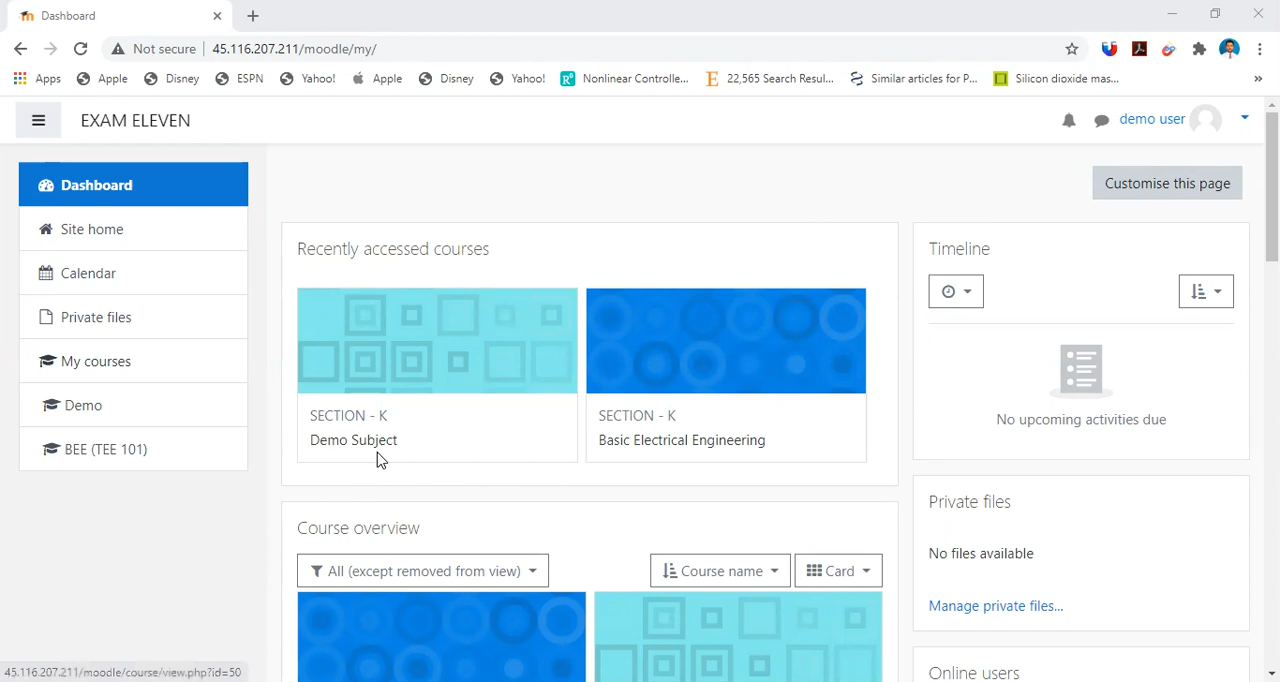 Dashboard
Not secure 45.116.207.211/moodle/my/
Apps Apple Disney ESPN Yahoo! Apple Disney Yahoo! Nonlinear Controlle... 22,565 Search Resul... Similar articles for P... Silicon dioxide mas...
EXAM ELEVEN
demo user
Dashboard
Site home
Calendar
Private files
My courses
Demo
BEE (TEE 101)
Customise this page
Recently accessed courses
SECTION - K
Demo Subject
SECTION - K
Basic Electrical Engineering
Course overview
All (except removed from view)
Course name
Card
Timeline
No upcoming activities due
Private files
No files available
Manage private files...
Online users
45.116.207.211/moodle/course/view.php?id=50